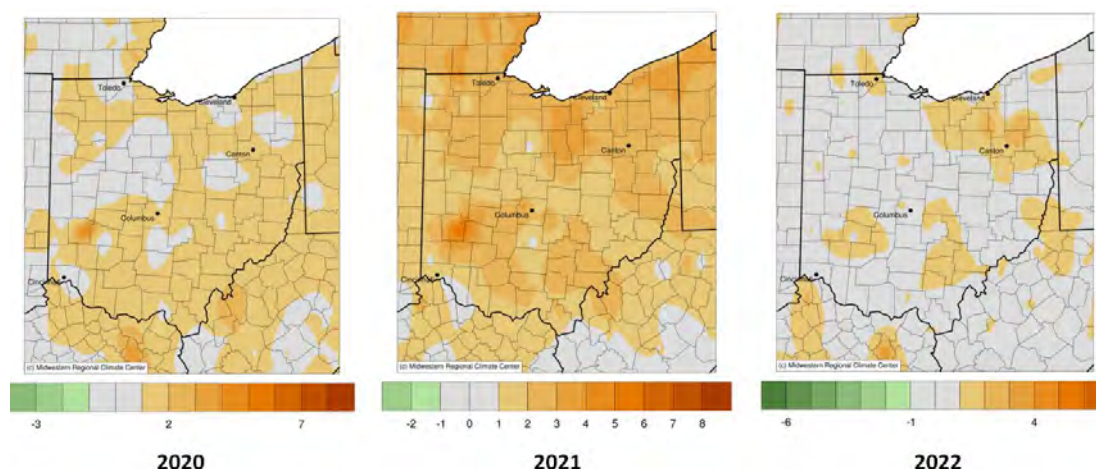 Toledo
Cleveland
Canton
Columbus
Cincinnati
(c) Midwestern Regional Climate Center
-3 2 7
2020
Toledo
Cleveland
Canton
Columbus
Cincinnati
(c) Midwestern Regional Climate Center
-2 -1 0 1 2 3 4 5 6 7 8
2021
Toledo
Cleveland
Canton
Columbus
Cincinnati
(c) Midwestern Regional Climate Center
-6 -1 4
2022